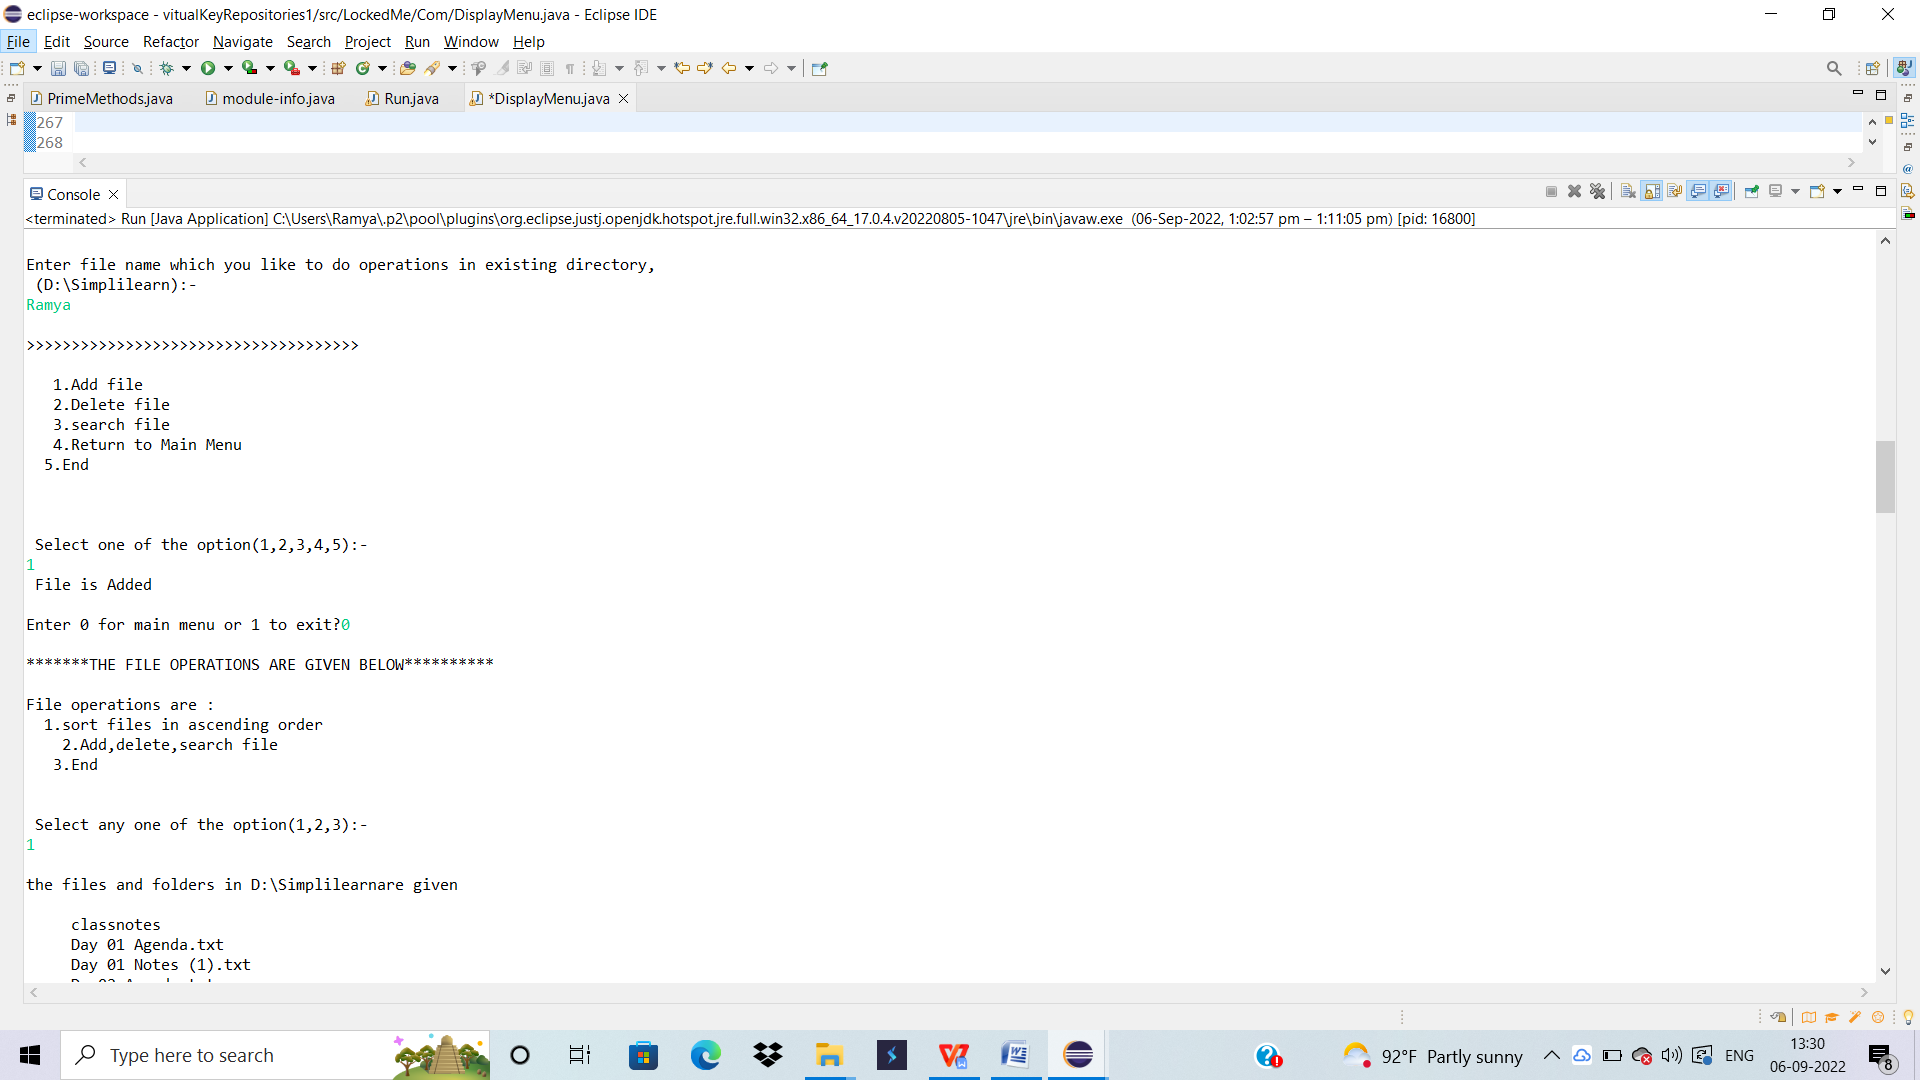 eclipse-workspace - vitualKeyRepositories1/src/LockedMe/Com/DisplayMenu.java - Eclipse IDE
File Edit Source Refactor Navigate Search Project Run Window Help
PrimeMethods.java module-info.java Run.java *DisplayMenu.java
267
268
Console
<terminated> Run [Java Application] C:\Users\Ramya\.p2\pool\plugins\org.eclipse.justj.openjdk.hotspot.jre.full.win32.x86_64_17.0.4.v20220805-1047\jre\bin\javaw.exe (06-Sep-2022, 1:02:57 pm – 1:11:05 pm) [pid: 16800]
Enter file name which you like to do operations in existing directory,
(D:\Simplilearn):-
Ramya
>>>>>>>>>>>>>>>>>>>>>>>>>>>>>>>>>>>>>
1.Add file
2.Delete file
3.search file
4.Return to Main Menu
5.End
Select one of the option(1,2,3,4,5):-
1
File is Added
Enter 0 for main menu or 1 to exit?0
*******THE FILE OPERATIONS ARE GIVEN BELOW**********
File operations are :
1.sort files in ascending order
2.Add,delete,search file
3.End
Select any one of the option(1,2,3):-
1
the files and folders in D:\Simplilearnare given
classnotes
Day 01 Agenda.txt
Day 01 Notes (1).txt
Type here to search
92°F Partly sunny
ENG
13:30
06-09-2022
8